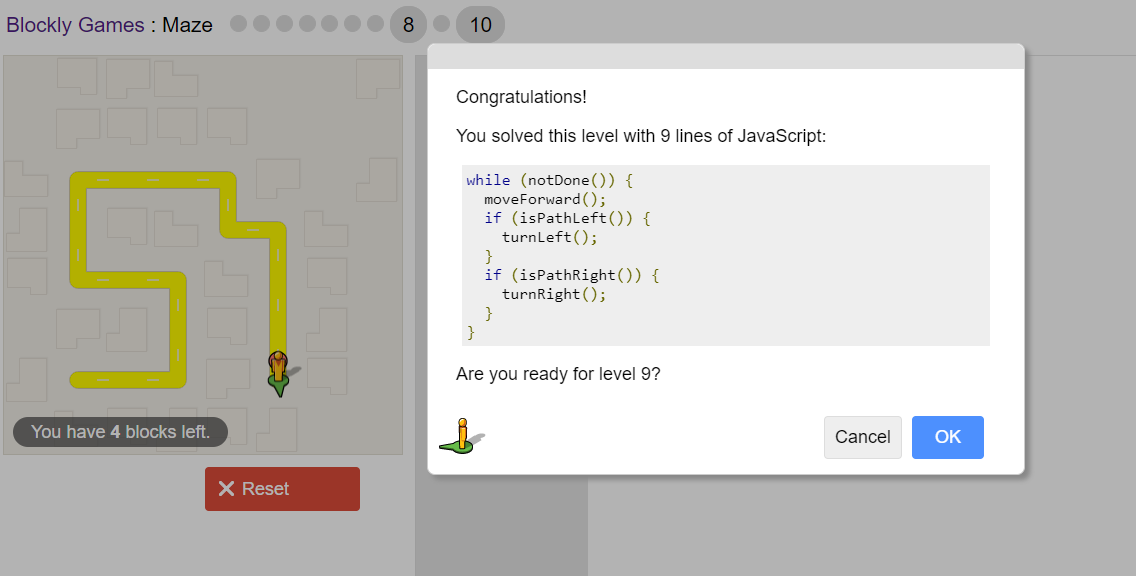 Blockly Games : Maze 8 10
Congratulations!
You solved this level with 9 lines of JavaScript:
while (notDone()) {
  moveForward();
  if (isPathLeft()) {
    turnLeft();
  }
  if (isPathRight()) {
    turnRight();
  }
}
Are you ready for level 9?
You have 4 blocks left.
Cancel OK
Reset